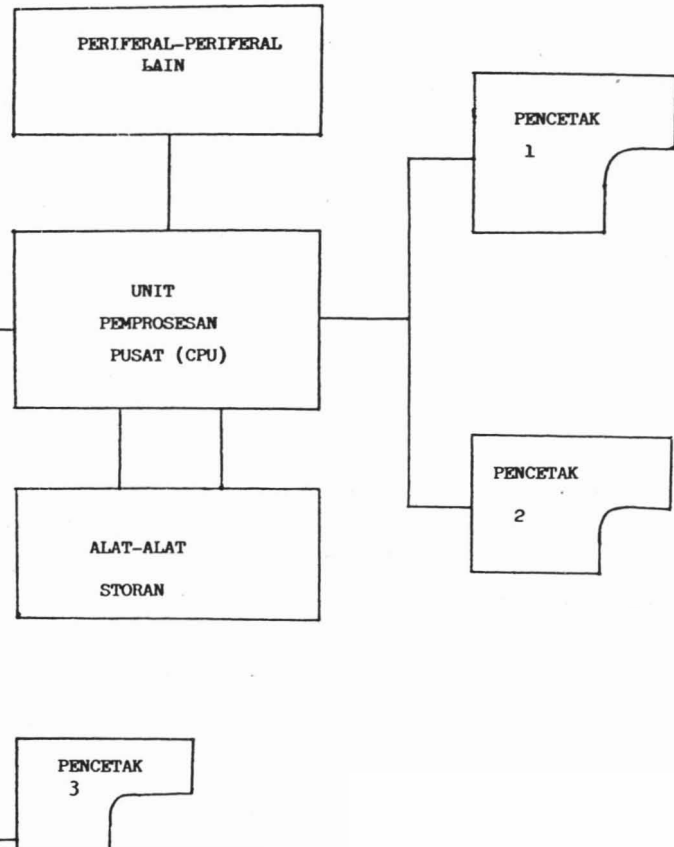 PERIFERAL-PERIFERAL
LAIN
PENCETAK
1
UNIT
PEMPROSESAN
PUSAT (CPU)
PENCETAK
2
ALAT-ALAT
STORAN
PENCETAK
3